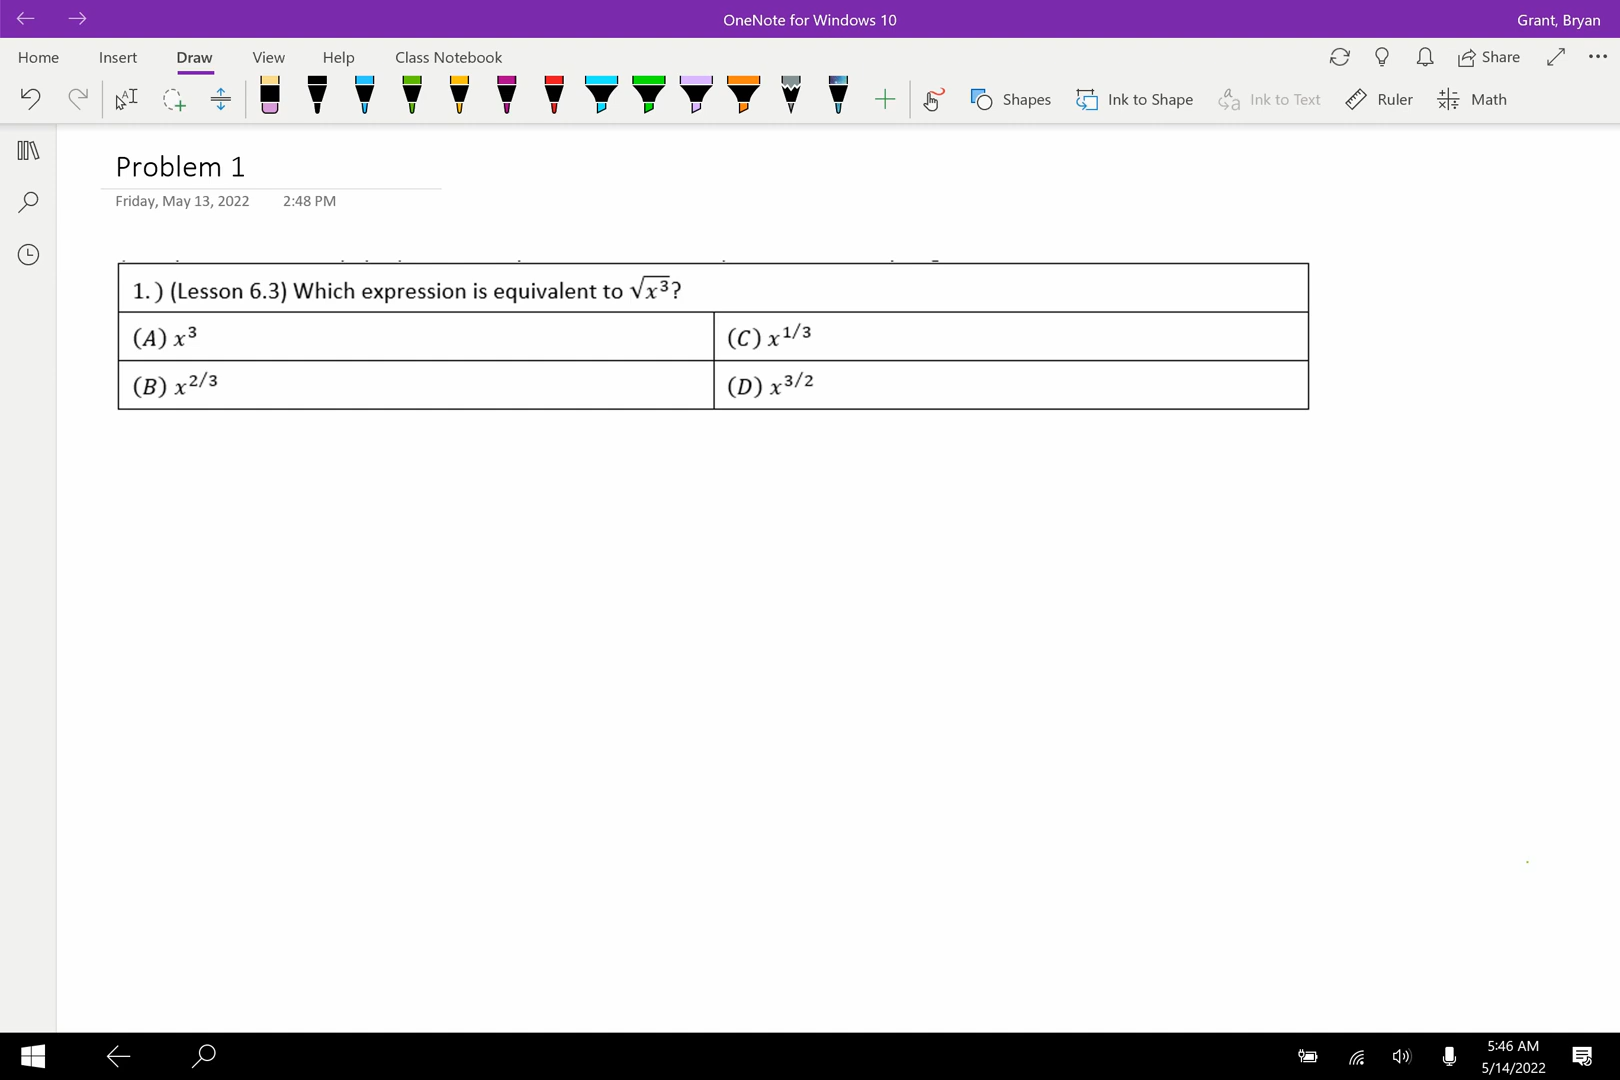 OneNote for Windows 10
Grant, Bryan
Home Insert Draw View Help Class Notebook Share
Shapes Ink to Shape Ink to Text Ruler Math
Problem 1
Friday, May 13, 2022 2:48 PM
1.) (Lesson 6.3) Which expression is equivalent to √x³?
(A) x³ (C) x^1/3
(B) x^2/3 (D) x^3/2
5:46 AM
5/14/2022